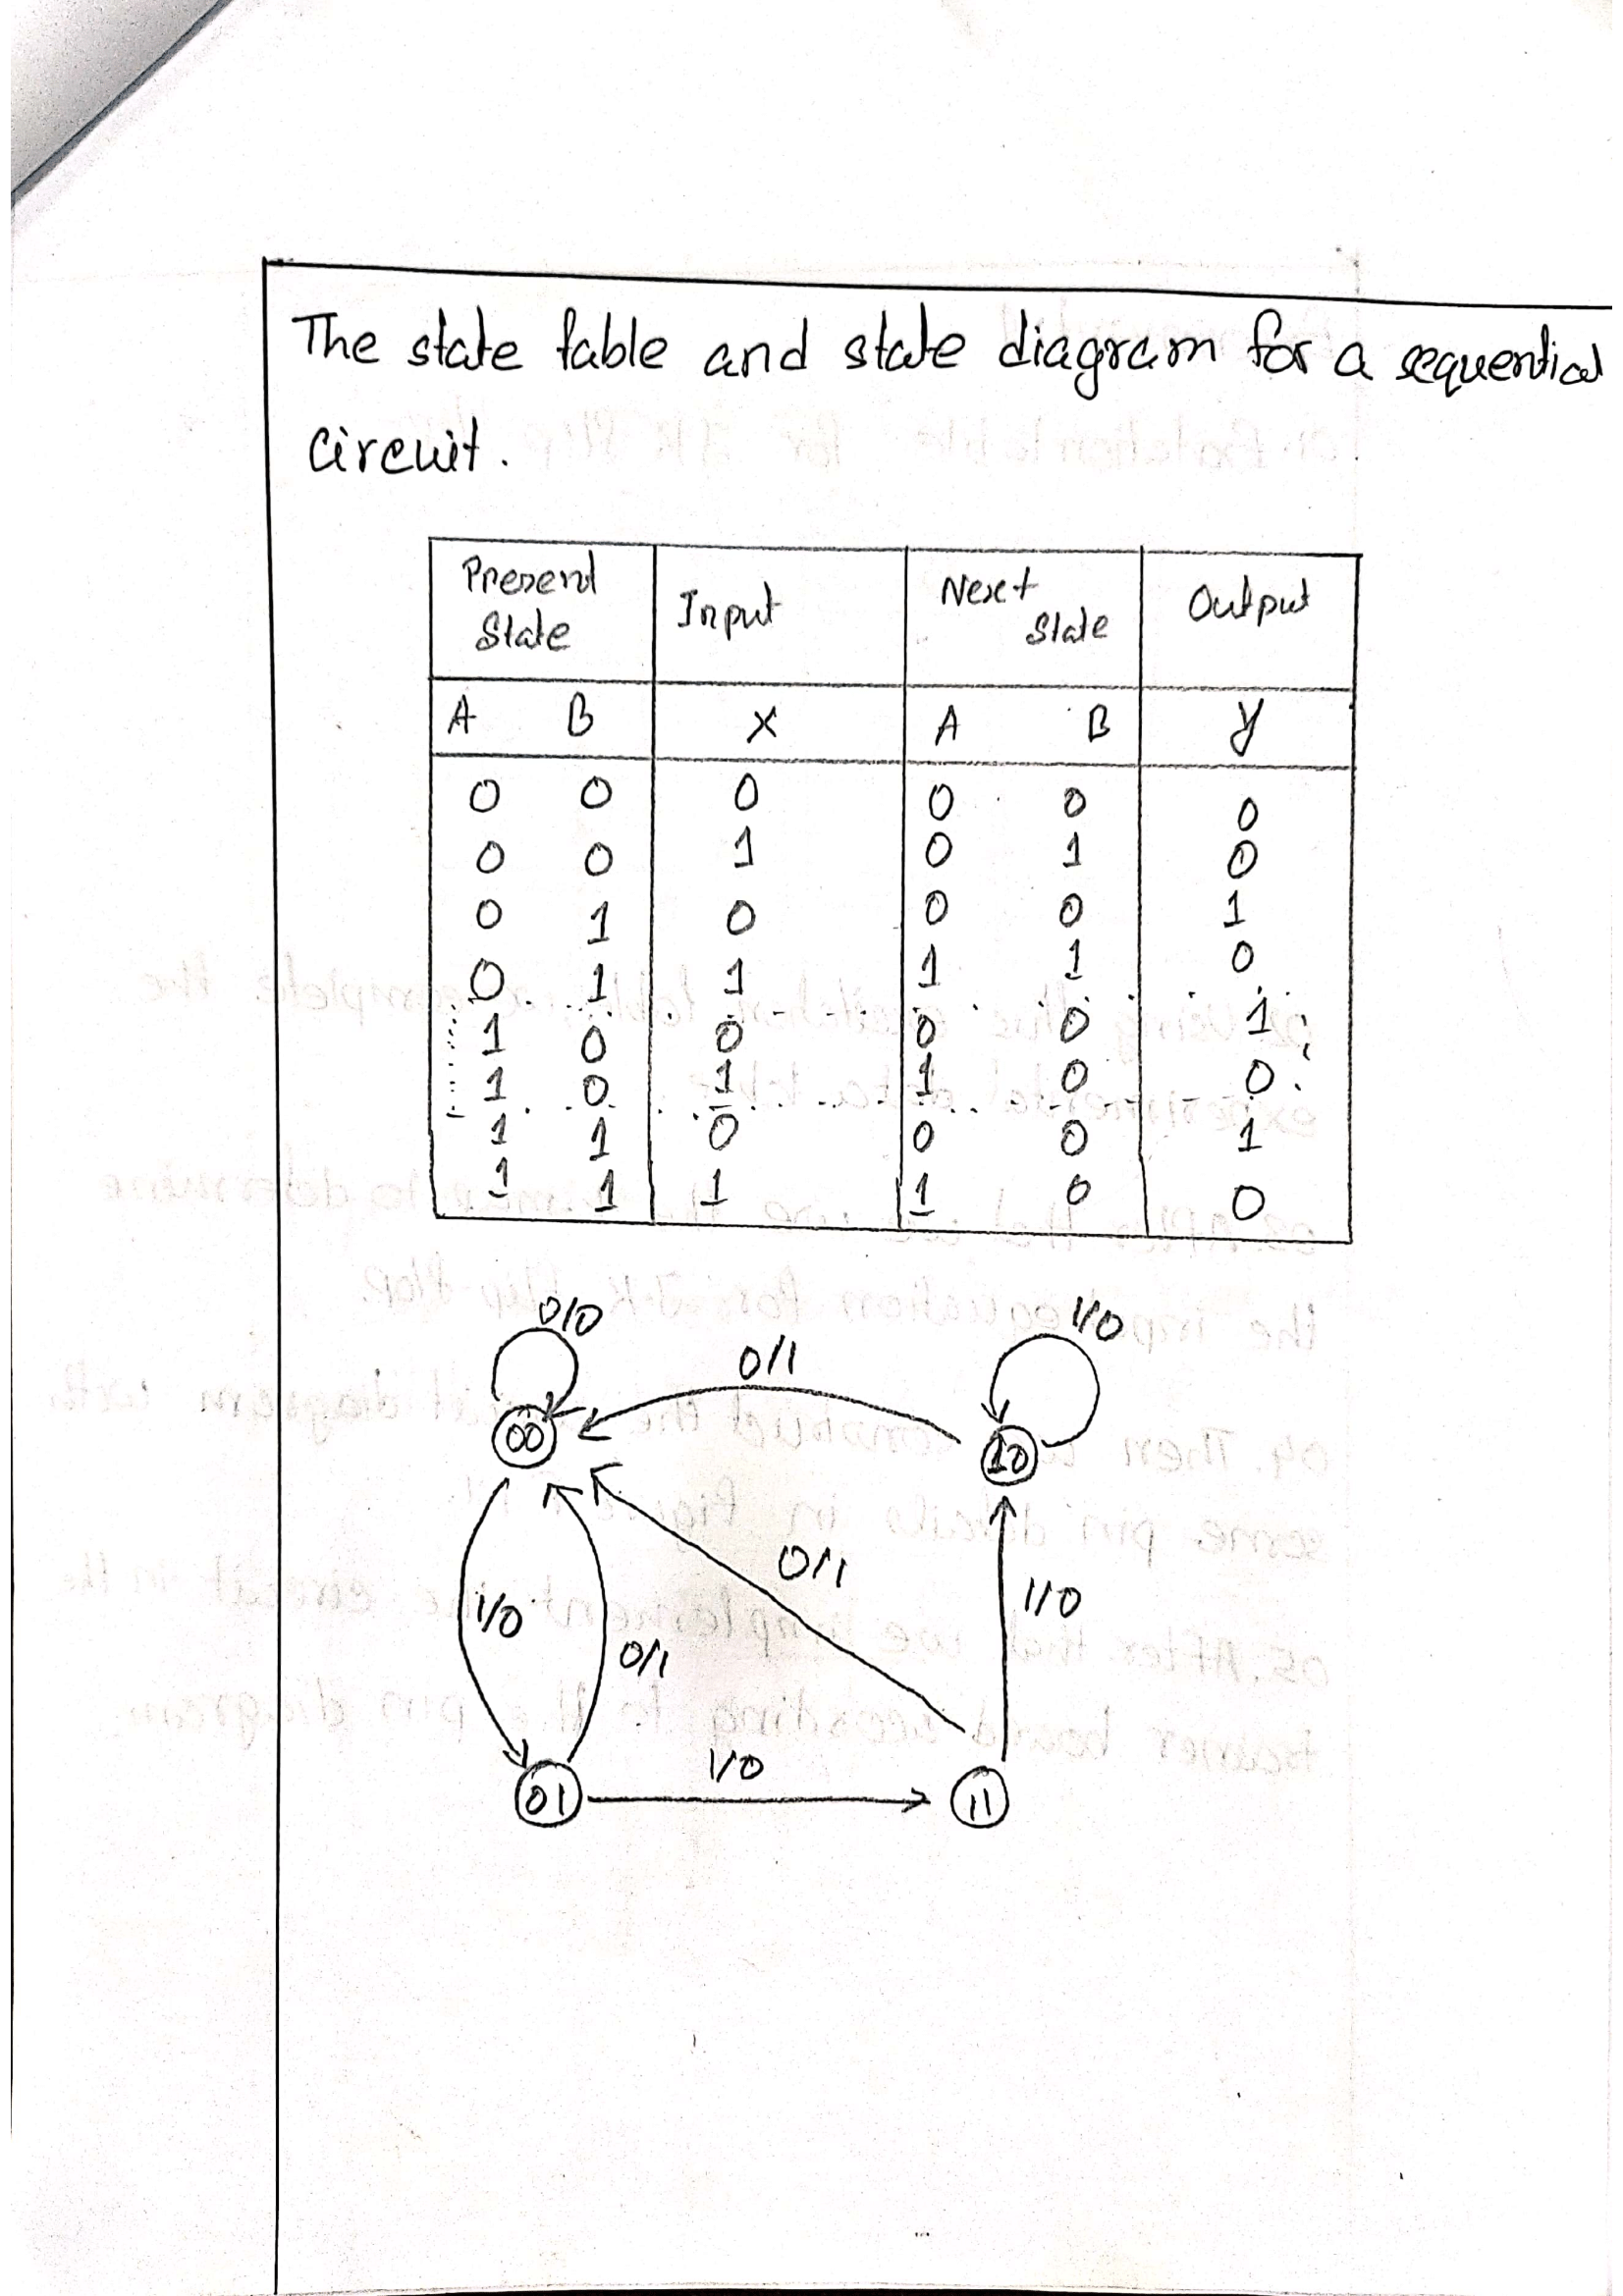 The state table and state diagram for a sequential
circuit.
Present State Input Next State Output
A B X A B y
0 0 0 0 0 0
0 0 1 0 1 0
0 1 0 0 0 1
0 1 1 1 1 0
1 0 0 0 0 1
1 0 1 1 0 0
1 1 0 0 0 1
1 1 1 1 0 0
0/0 1/0
0/1
00 10
0/1
1/0 0/1 1/0
1/0
01 11